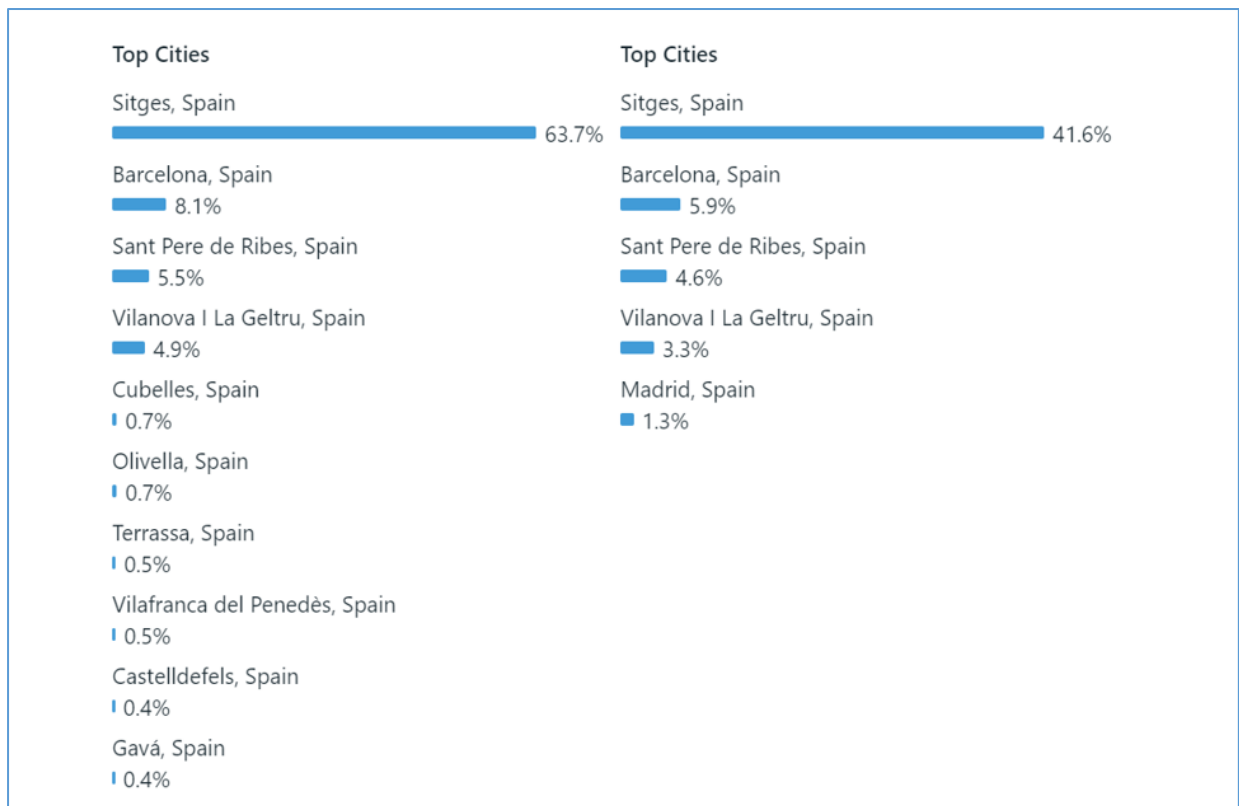 Top Cities
Sitges, Spain
63.7%
Barcelona, Spain
8.1%
Sant Pere de Ribes, Spain
5.5%
Vilanova I La Geltru, Spain
4.9%
Cubelles, Spain
0.7%
Olivella, Spain
0.7%
Terrassa, Spain
0.5%
Vilafranca del Penedès, Spain
0.5%
Castelldefels, Spain
0.4%
Gavá, Spain
0.4%
Top Cities
Sitges, Spain
41.6%
Barcelona, Spain
5.9%
Sant Pere de Ribes, Spain
4.6%
Vilanova I La Geltru, Spain
3.3%
Madrid, Spain
1.3%